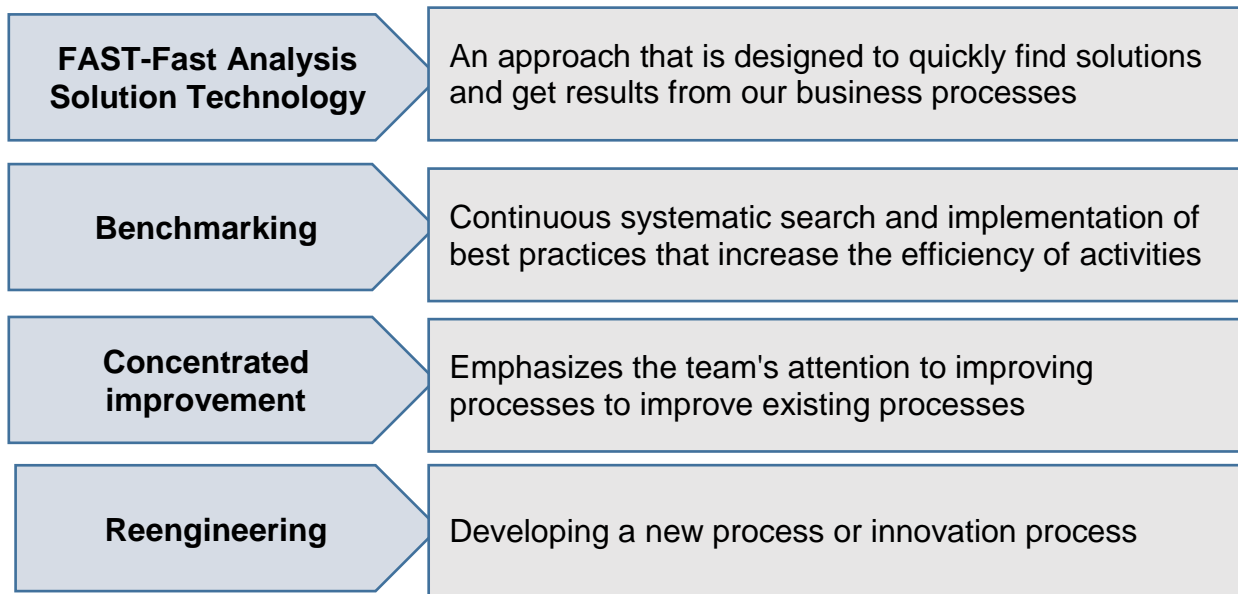 FAST-Fast Analysis
Solution Technology
An approach that is designed to quickly find solutions
and get results from our business processes
Benchmarking
Continuous systematic search and implementation of
best practices that increase the efficiency of activities
Concentrated
improvement
Emphasizes the team's attention to improving
processes to improve existing processes
Reengineering
Developing a new process or innovation process